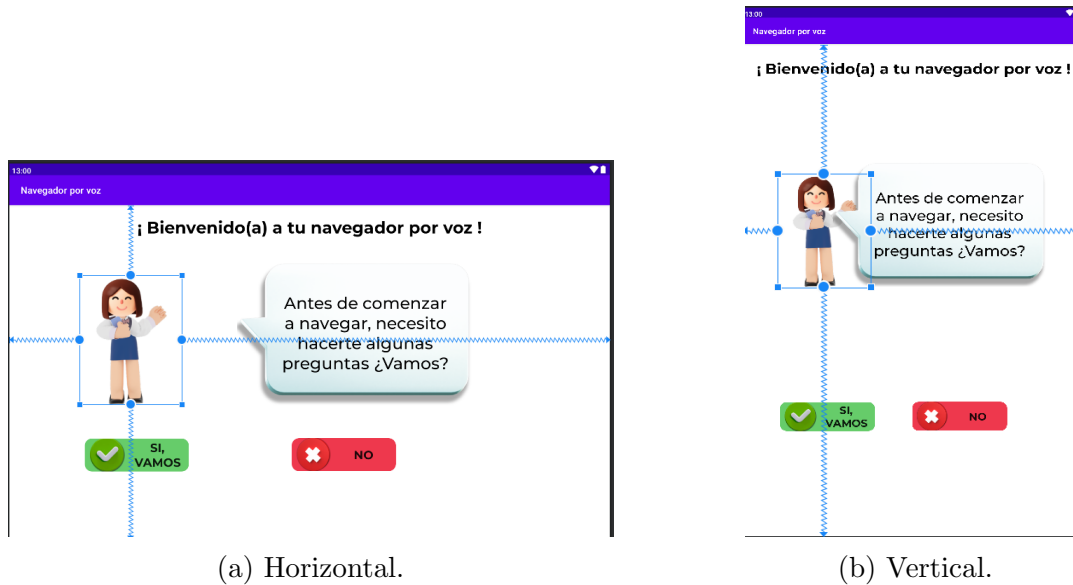 13:00
Navegador por voz
¡ Bienvenido(a) a tu navegador por voz !
Antes de comenzar
a navegar, necesito
hacerte algunas
preguntas ¿Vamos?
SI,
VAMOS
NO
(a) Horizontal.
13:00
Navegador por voz
¡ Bienvenido(a) a tu navegador por voz !
Antes de comenzar
a navegar, necesito
hacerte algunas
preguntas ¿Vamos?
SI,
VAMOS
NO
(b) Vertical.